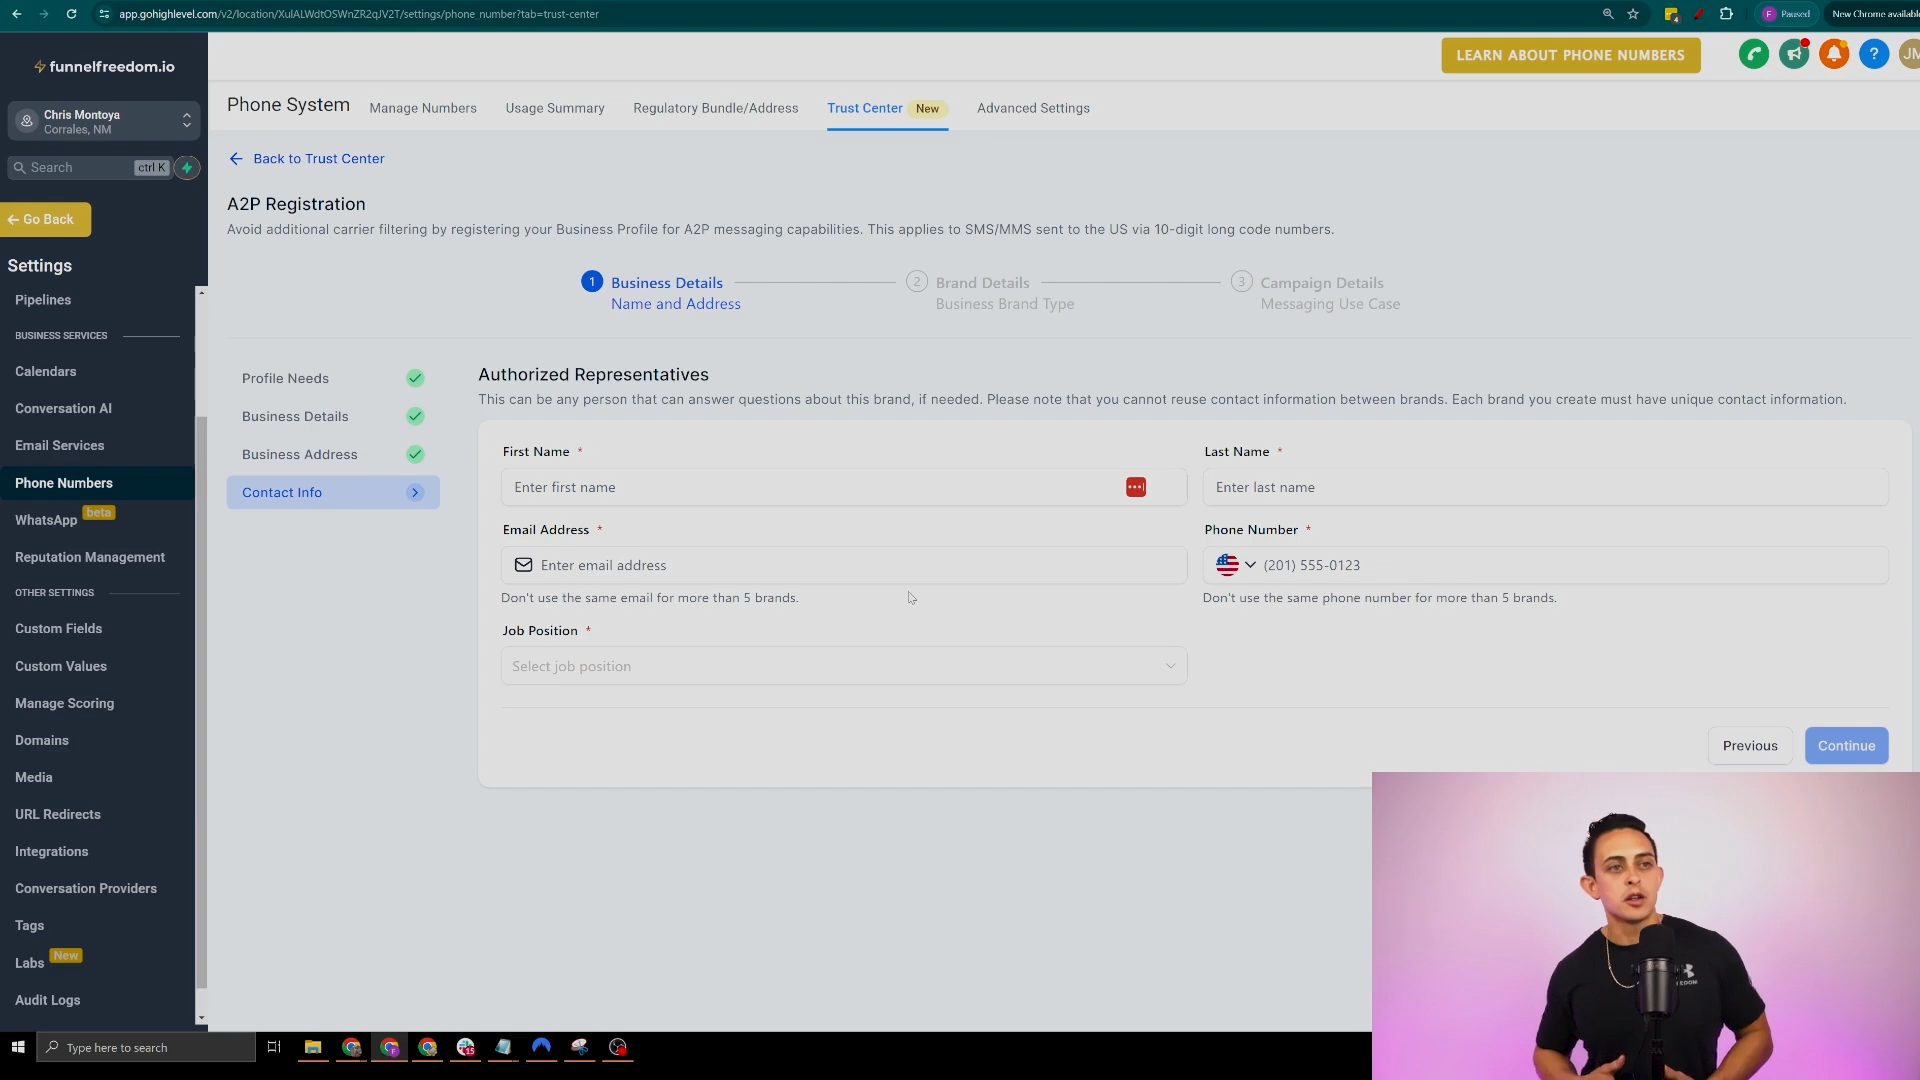 app.gohighlevel.com/v2/location/XulALWdtOSWnZR2qJV2T/settings/phone_number?tab=trust-center
4
F
Paused
New Chrome available
funnelfreedom.io
LEARN ABOUT PHONE NUMBERS
?
JM
Chris Montoya
Corrales, NM
Phone System
Manage Numbers
Usage Summary
Regulatory Bundle/Address
Trust Center New
Advanced Settings
Search
ctrl K
Back to Trust Center
Go Back
A2P Registration
Avoid additional carrier filtering by registering your Business Profile for A2P messaging capabilities. This applies to SMS/MMS sent to the US via 10-digit long code numbers.
Settings
1 Business Details
Name and Address
2 Brand Details
Business Brand Type
3 Campaign Details
Messaging Use Case
Pipelines
BUSINESS SERVICES
Calendars
Conversation AI
Email Services
Phone Numbers
WhatsApp beta
Reputation Management
OTHER SETTINGS
Custom Fields
Custom Values
Manage Scoring
Domains
Media
URL Redirects
Integrations
Conversation Providers
Tags
Labs New
Audit Logs
Profile Needs
Business Details
Business Address
Contact Info
Authorized Representatives
This can be any person that can answer questions about this brand, if needed. Please note that you cannot reuse contact information between brands. Each brand you create must have unique contact information.
First Name *
Enter first name
Last Name *
Enter last name
Email Address *
Enter email address
Don't use the same email for more than 5 brands.
Phone Number *
(201) 555-0123
Don't use the same phone number for more than 5 brands.
Job Position *
Select job position
Previous
Continue
Type here to search
15